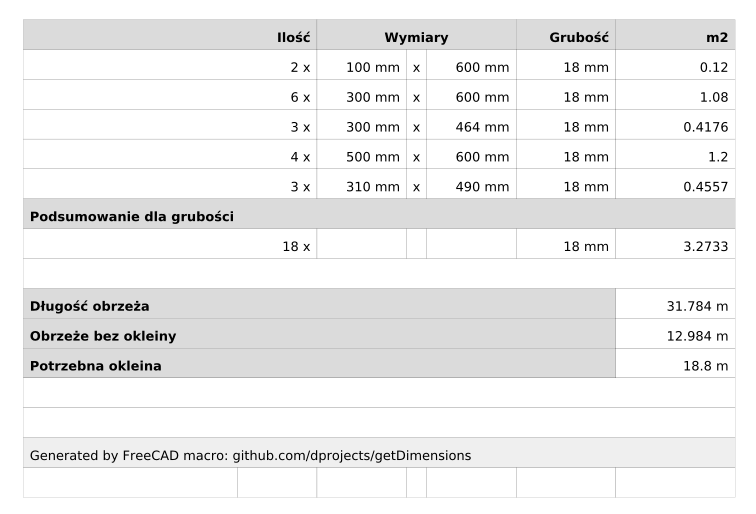 Ilość Wymiary Grubość m2
2 x 100 mm x 600 mm 18 mm 0.12
6 x 300 mm x 600 mm 18 mm 1.08
3 x 300 mm x 464 mm 18 mm 0.4176
4 x 500 mm x 600 mm 18 mm 1.2
3 x 310 mm x 490 mm 18 mm 0.4557
Podsumowanie dla grubości
18 x 18 mm 3.2733
Długość obrzeża 31.784 m
Obrzeże bez okleiny 12.984 m
Potrzebna okleina 18.8 m
Generated by FreeCAD macro: github.com/dprojects/getDimensions